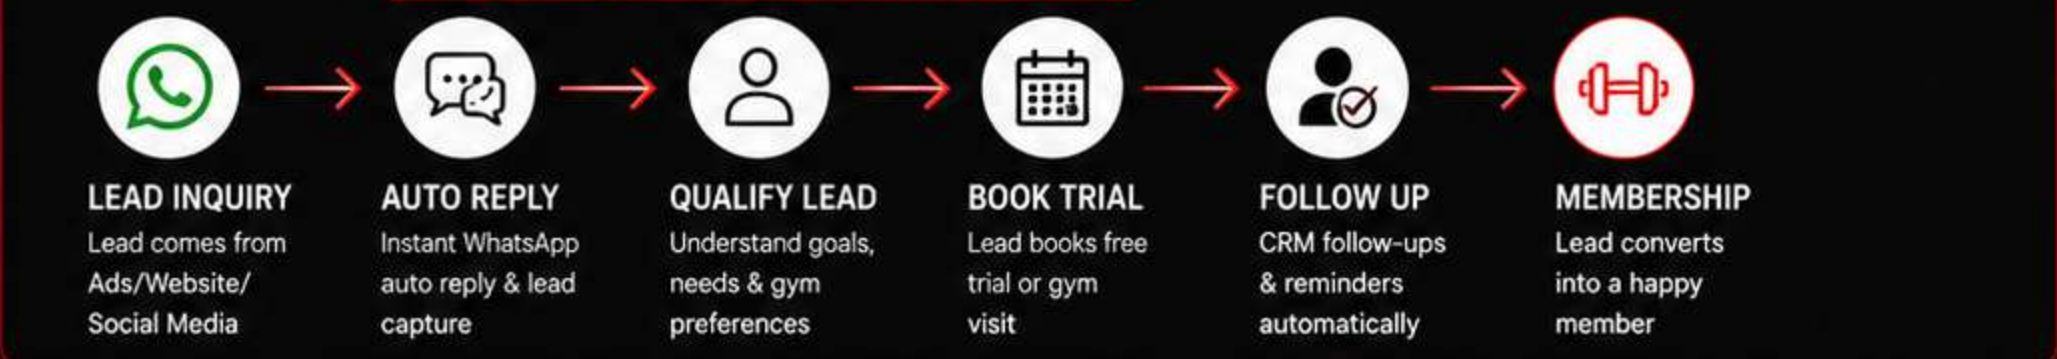 LEAD INQUIRY
Lead comes from
Ads/Website/
Social Media
AUTO REPLY
Instant WhatsApp
auto reply & lead
capture
QUALIFY LEAD
Understand goals,
needs & gym
preferences
BOOK TRIAL
Lead books free
trial or gym
visit
FOLLOW UP
CRM follow-ups
& reminders
automatically
MEMBERSHIP
Lead converts
into a happy
member